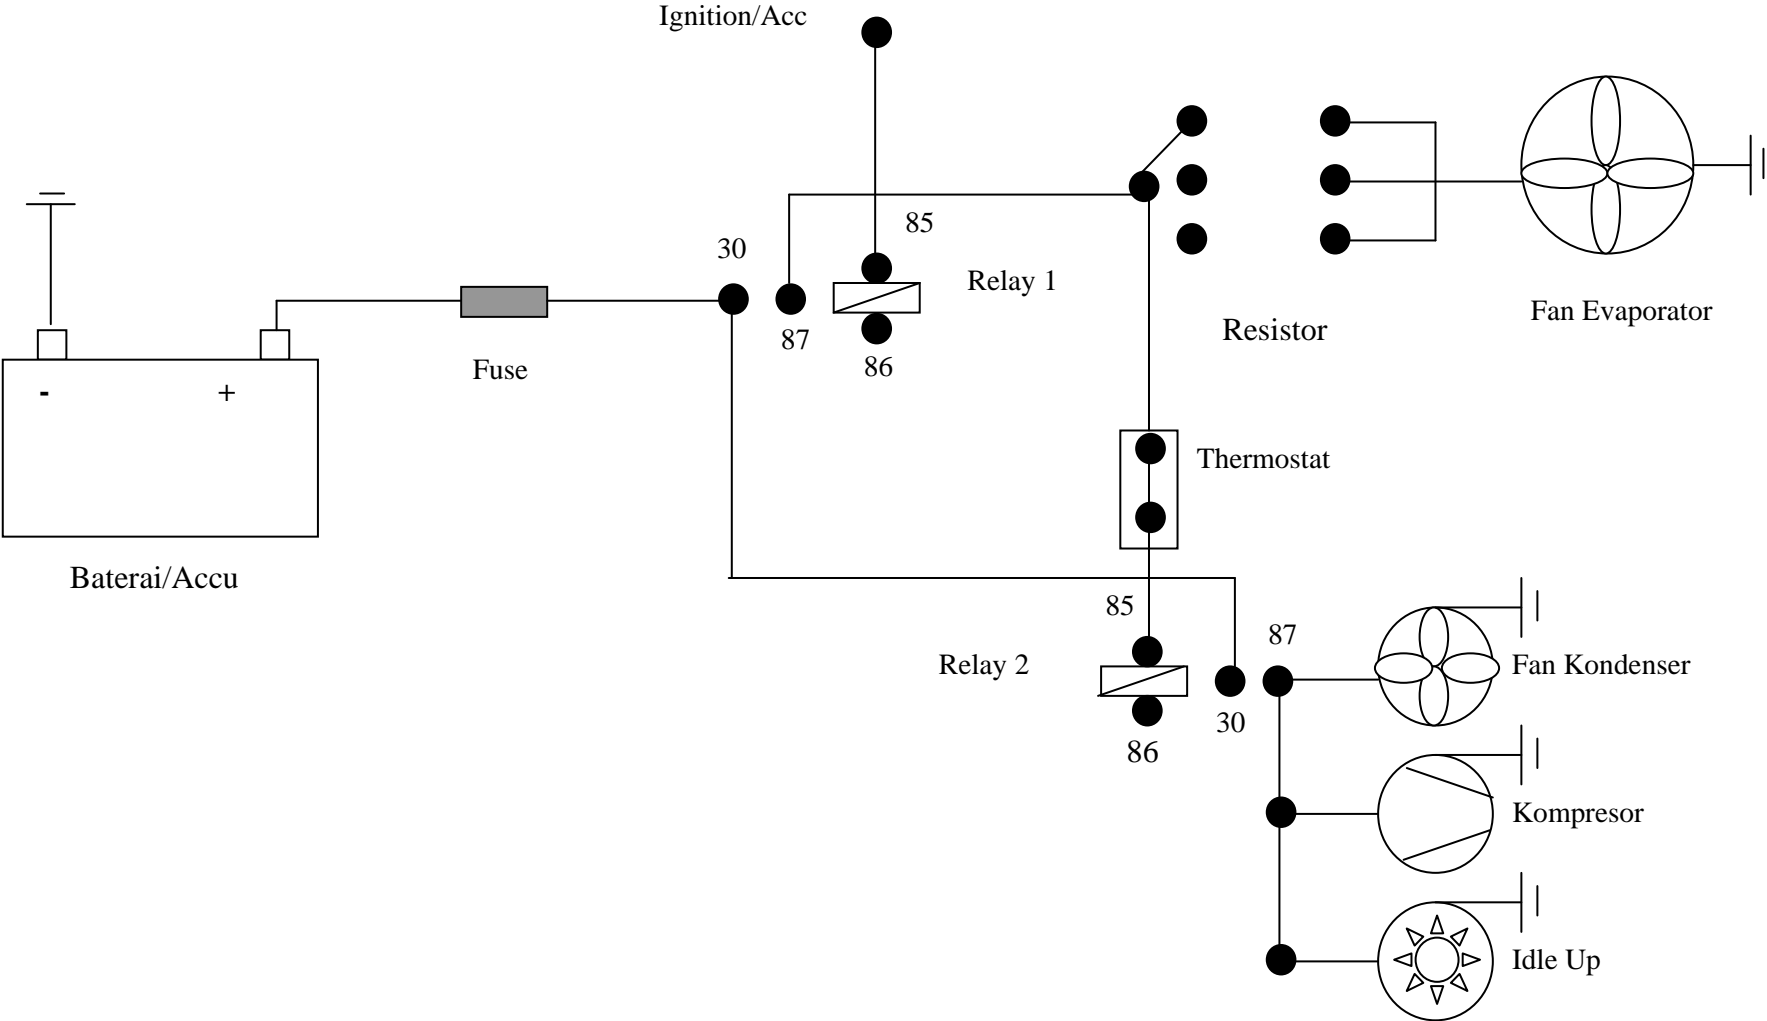 Ignition/Acc
85
30
Relay 1
Fan Evaporator
Resistor
87
86
Fuse
- +
Thermostat
Baterai/Accu
85
87
Relay 2
Fan Kondenser
30
86
Kompresor
Idle Up